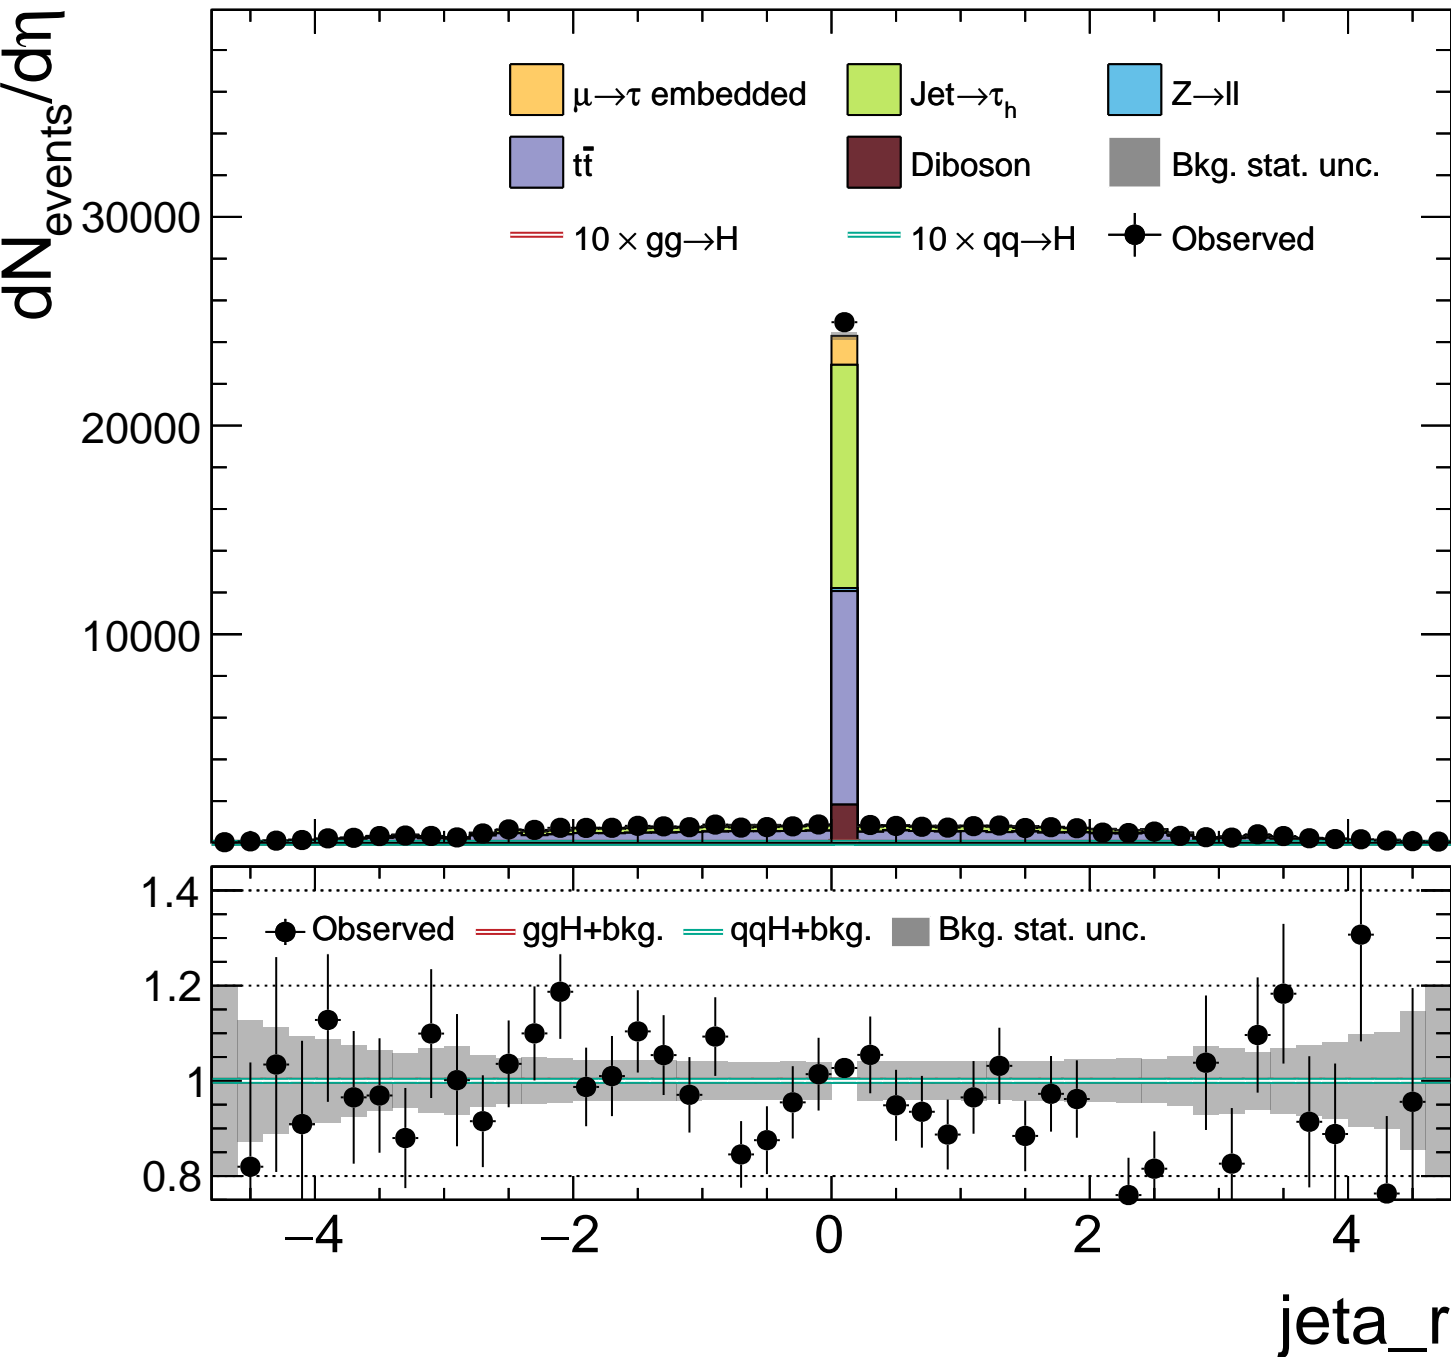 dN_events/dη
μ→τ embedded Jet→τ_h Z→ll
tt̄ Diboson Bkg. stat. unc.
10 × gg→H 10 × qq→H Observed
30000
20000
10000
1.4
Observed ggH+bkg. qqH+bkg. Bkg. stat. unc.
1.2
1
0.8
−4 −2 0 2 4
jeta_r